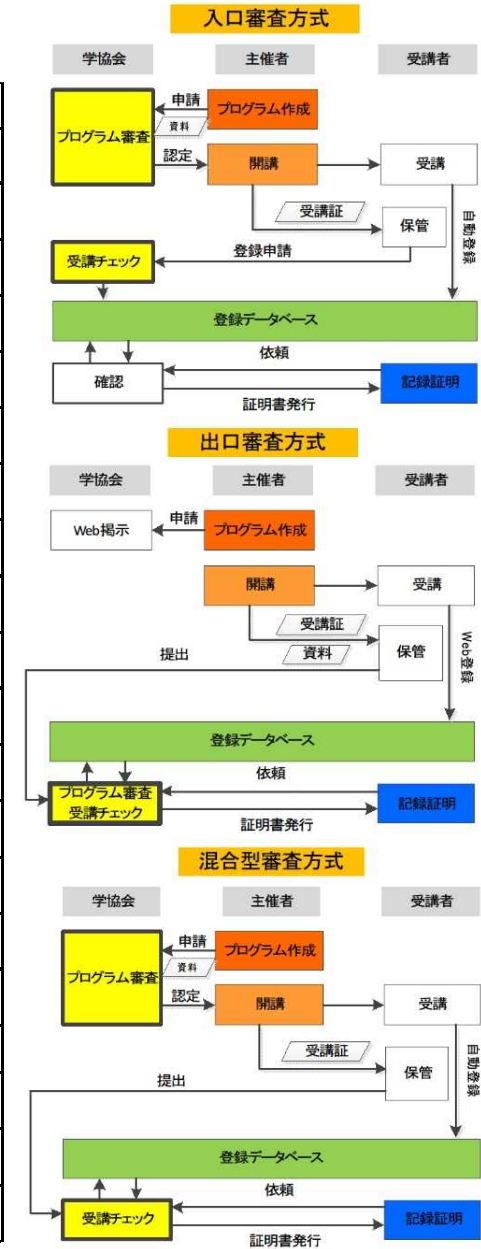 入口審査方式
学協会 主催者 受講者
申請 プログラム作成
資料
プログラム審査
認定 開講 受講
受講証
保管
自動登録
登録申請
受講チェック
登録データベース
依頼
確認 記録証明
証明書発行
出口審査方式
学協会 主催者 受講者
Web掲示 申請 プログラム作成
開講 受講
受講証
資料 保管
Web登録
提出
登録データベース
依頼
プログラム審査
受講チェック
記録証明
証明書発行
混合型審査方式
学協会 主催者 受講者
申請 プログラム作成
資料
プログラム審査
認定 開講 受講
受講証
保管
自動登録
提出
登録データベース
依頼
受講チェック 記録証明
証明書発行